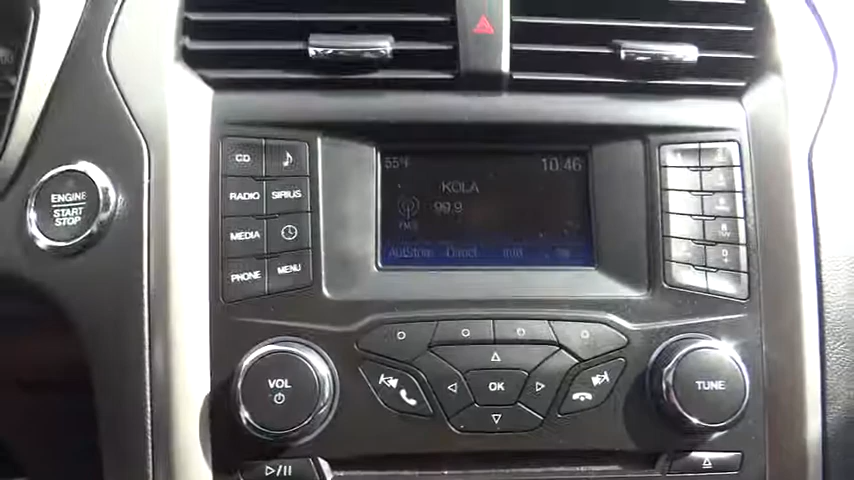 55°F
10:46
KOLA
99.9
AutStore Direct
CD
RADIO
SIRIUS
MEDIA
PHONE
MENU
ENGINE
START
STOP
VOL
OK
TUNE